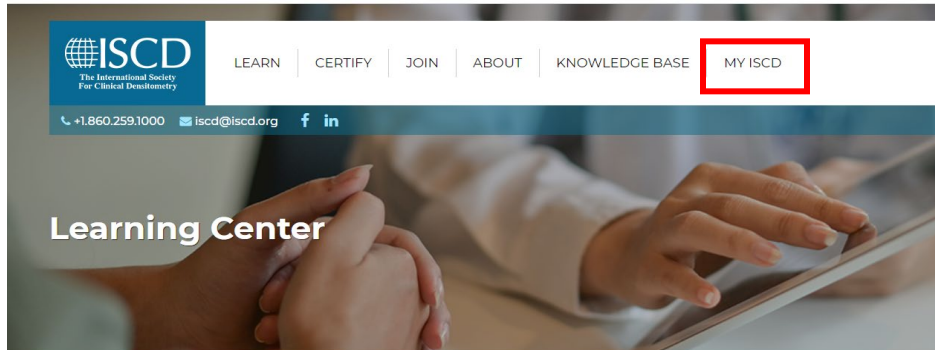 ISCD
The International Society
For Clinical Densitometry
LEARN CERTIFY JOIN ABOUT KNOWLEDGE BASE MY ISCD
+1.860.259.1000 iscd@iscd.org f in
Learning Center